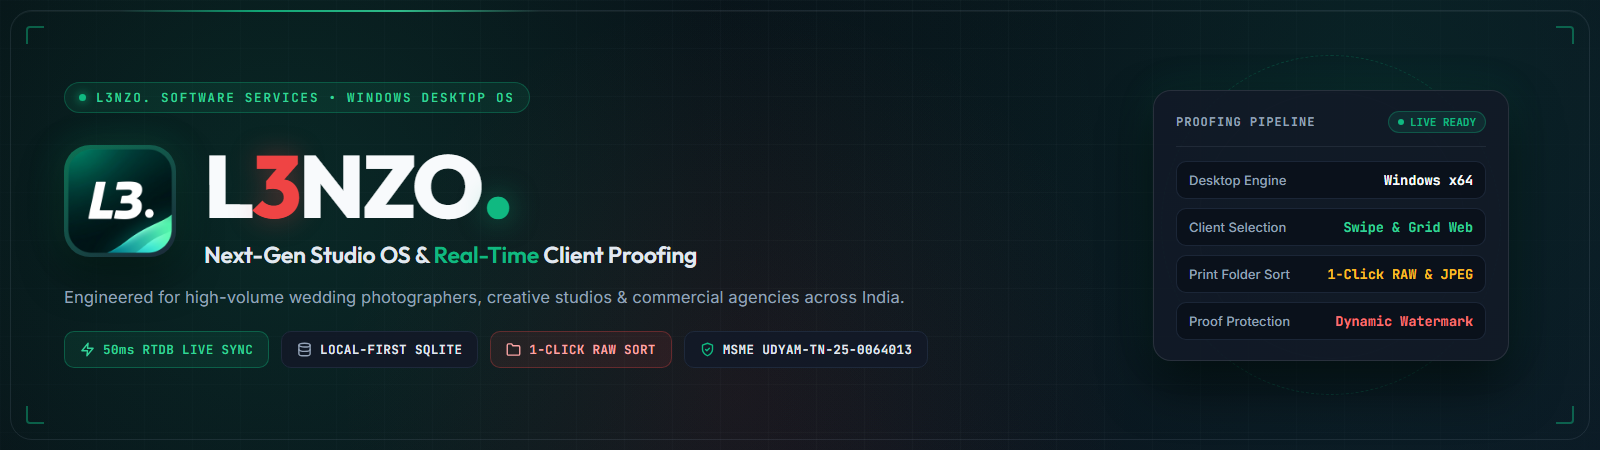 L3NZO. SOFTWARE SERVICES • WINDOWS DESKTOP OS
L3.
L3NZO.
Next-Gen Studio OS & Real-Time Client Proofing
Engineered for high-volume wedding photographers, creative studios & commercial agencies across India.
50ms RTDB LIVE SYNC
LOCAL-FIRST SQLITE
1-CLICK RAW SORT
MSME UDYAM-TN-25-0064013
PROOFING PIPELINE
LIVE READY
Desktop Engine Windows x64
Client Selection Swipe & Grid Web
Print Folder Sort 1-Click RAW & JPEG
Proof Protection Dynamic Watermark